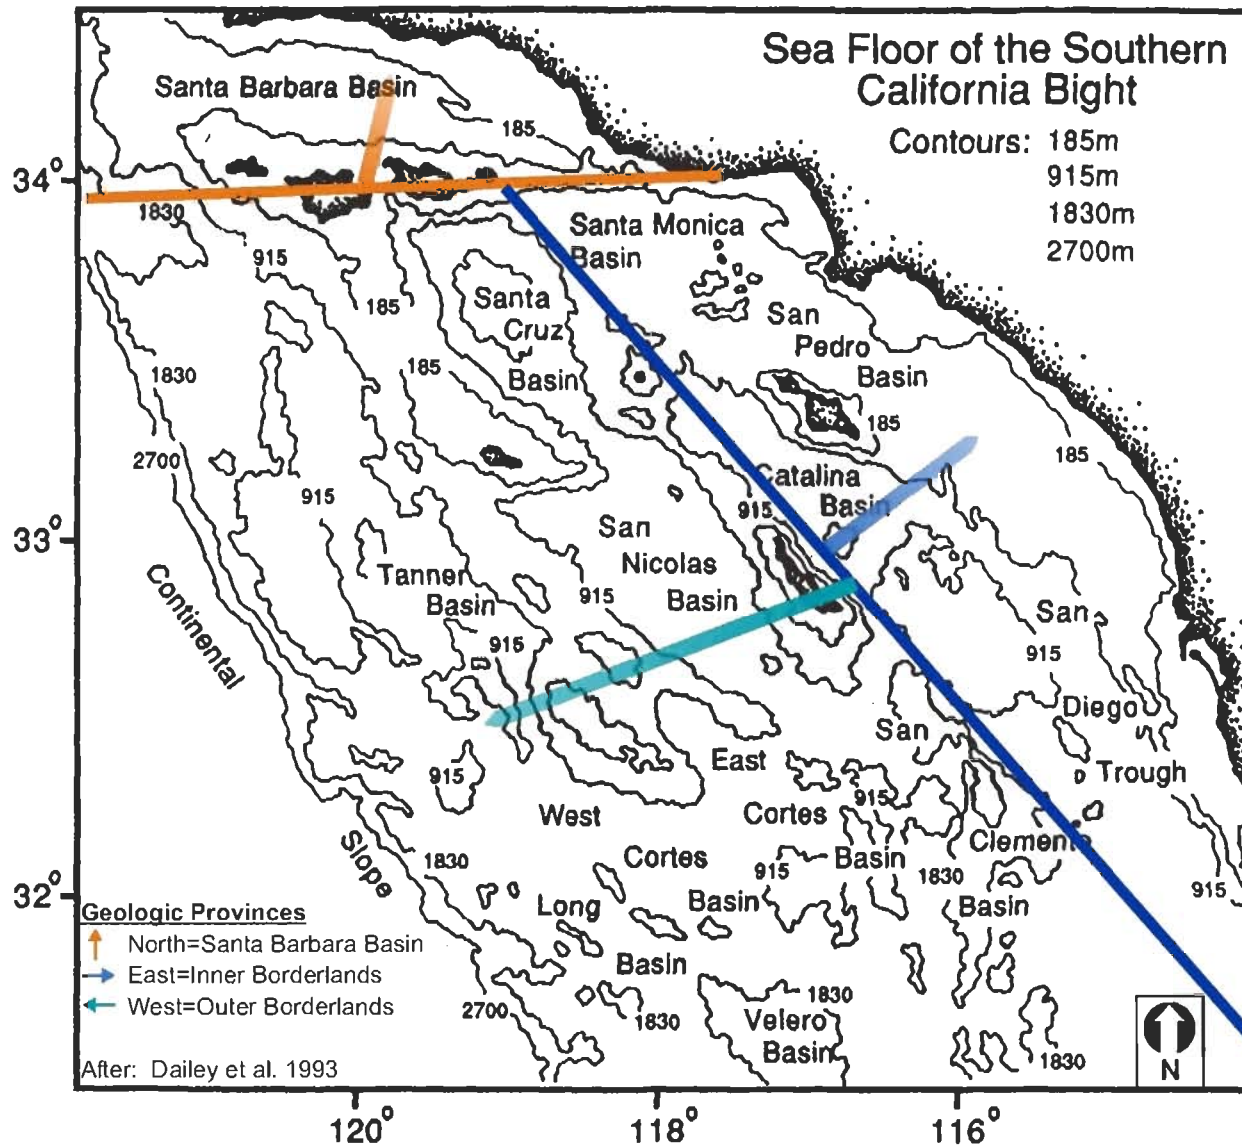 Sea Floor of the Southern
California Bight
Contours: 185m
915m
1830m
2700m
Santa Barbara Basin
185
34°
1830
Santa Monica
Basin
915
185
Santa
Cruz
Basin
San
Pedro
Basin
1830
185
185
185
2700
915
Catalina
Basin
915
33°
San
Nicolas
Basin
Tanner
Basin
915
San
915
915
Continental
Slope
Diego
Trough
San
Clemente
Basin
East
Cortes
Basin
915
915
West
Cortes
Basin
915
1830
1830
915
32°
Long
Basin
Geologic Provinces
North=Santa Barbara Basin
East=Inner Borderlands
West=Outer Borderlands
2700
1830
1830
Velero
Basin
1830
N
After: Dailey et al. 1993
120°
118°
116°